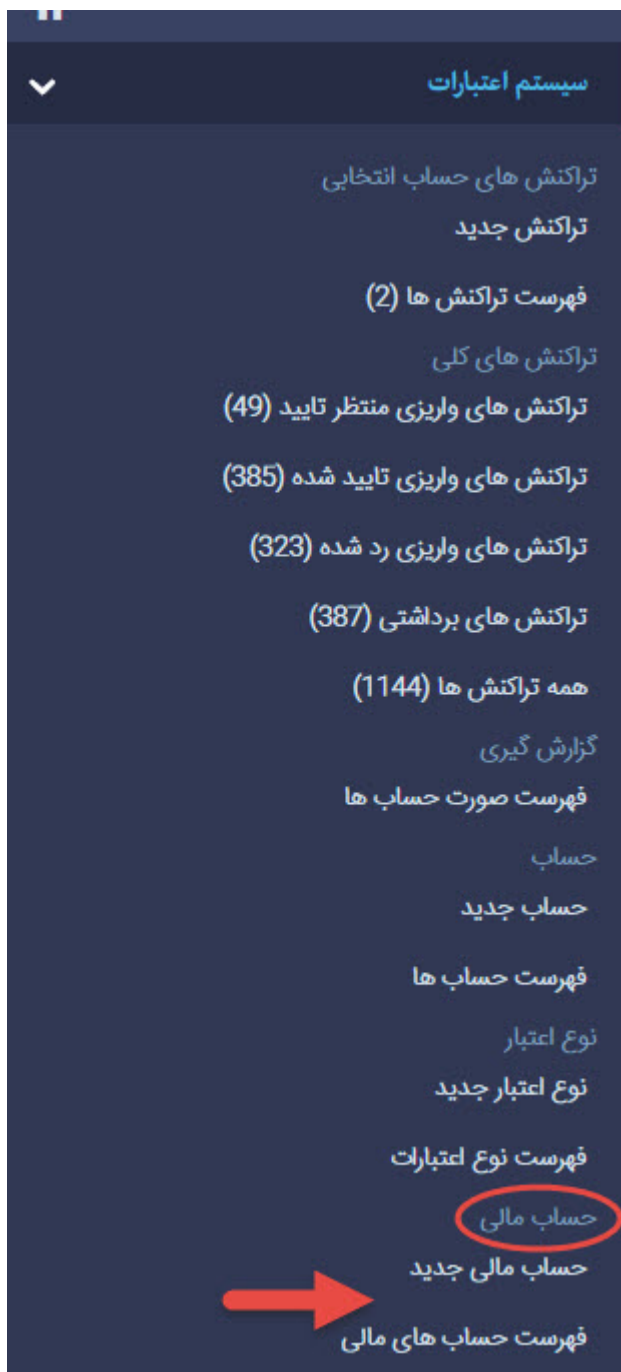 سیستم اعتبارات
تراکنش های حساب انتخابی
تراکنش جدید
فهرست تراکنش ها (2)
تراکنش های کلی
تراکنش های واریزی منتظر تایید (49)
تراکنش های واریزی تایید شده (385)
تراکنش های واریزی رد شده (323)
تراکنش های برداشتی (387)
همه تراکنش ها (1144)
گزارش گیری
فهرست صورت حساب ها
حساب
حساب جدید
فهرست حساب ها
نوع اعتبار
نوع اعتبار جدید
فهرست نوع اعتبارات
حساب مالی
حساب مالی جدید
فهرست حساب های مالی